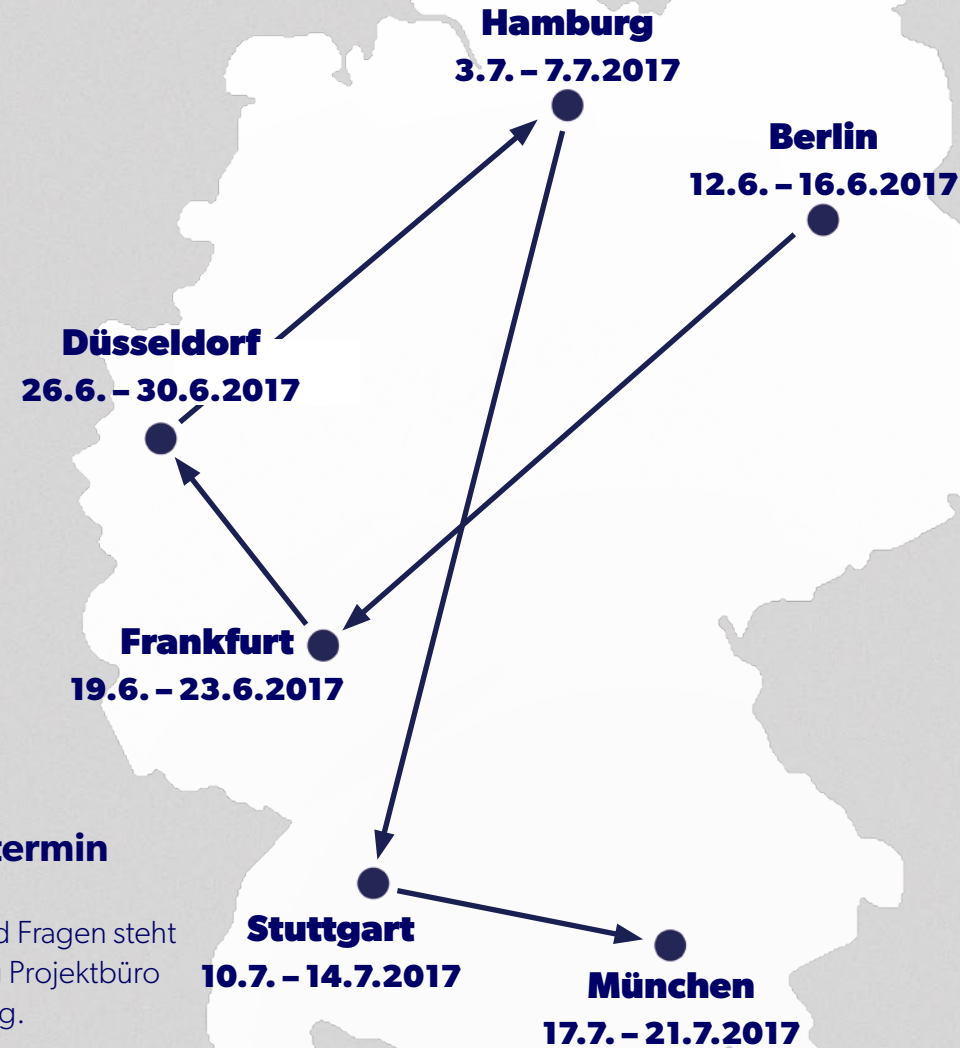 Hamburg
3.7. – 7.7.2017
Berlin
12.6. – 16.6.2017
Düsseldorf
26.6. – 30.6.2017
Frankfurt
19.6. – 23.6.2017
Stuttgart
10.7. – 14.7.2017
München
17.7. – 21.7.2017
termin
d Fragen steht
Projektbüro
g.